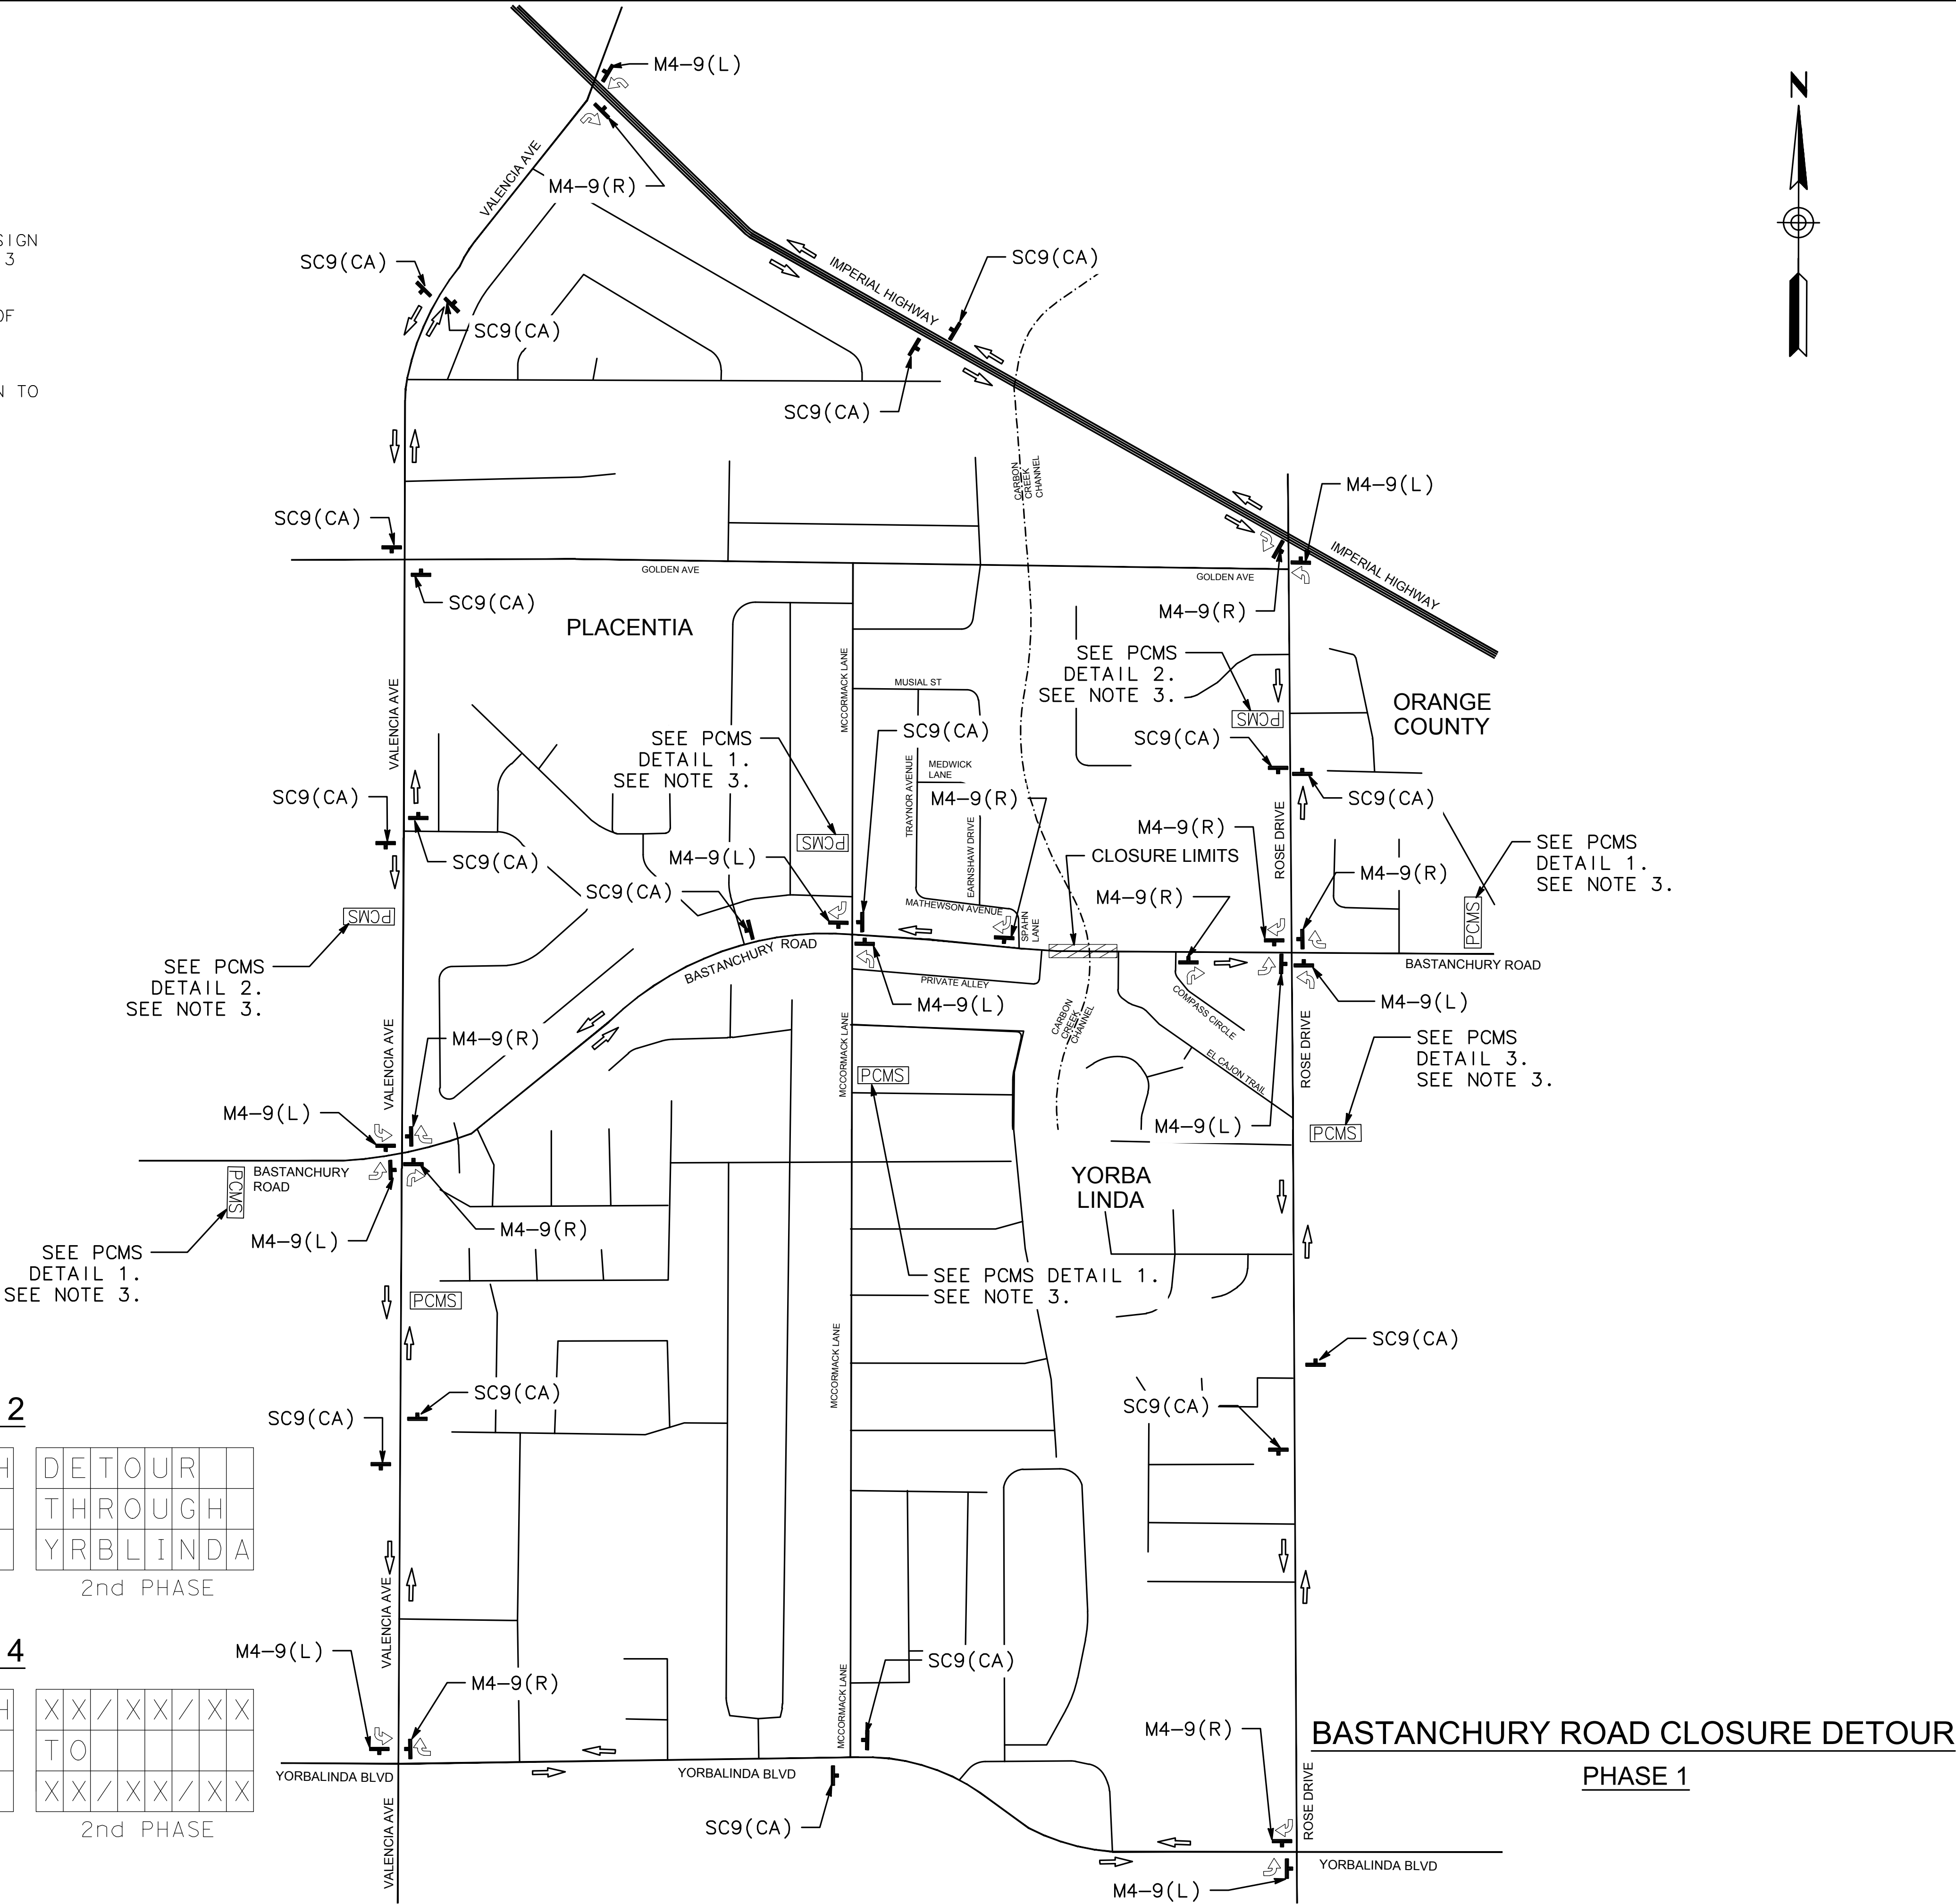 M4-9(L)
N
VALENCIA AVE
M4-9(R)
SIGN
3
SC9(CA)
SC9(CA)
IMPERIAL HIGHWAY
SC9(CA)
OF
SC9(CA)
N TO
SC9(CA)
CARBON
CREEK
CHANNEL
M4-9(L)
SC9(CA)
IMPERIAL HIGHWAY
GOLDEN AVE
GOLDEN AVE
SC9(CA)
M4-9(R)
PLACENTIA
SEE PCMS
DETAIL 2.
SEE NOTE 3.
MCCORMACK LANE
MUSIAL ST
ORANGE
COUNTY
VALENCIA AVE
PCMS
SEE PCMS
DETAIL 1.
SEE NOTE 3.
SC9(CA)
SC9(CA)
MEDWICK
LANE
TRAYNOR AVENUE
SC9(CA)
M4-9(R)
SC9(CA)
ROSE DRIVE
PCMS
EARNSHAW DRIVE
M4-9(R)
SEE PCMS
DETAIL 1.
SEE NOTE 3.
SC9(CA)
M4-9(L)
CLOSURE LIMITS
M4-9(R)
SC9(CA)
M4-9(R)
MATHEWSON AVENUE
PCMS
SPAHN
LANE
PCMS
BASTANCHURY ROAD
BASTANCHURY ROAD
SEE PCMS
DETAIL 2.
SEE NOTE 3.
PRIVATE ALLEY
M4-9(L)
COMPASS CIRCLE
M4-9(L)
CARBON
CREEK
CHANNEL
VALENCIA AVE
M4-9(R)
MCCORMACK LANE
EL CAJON TRAIL
ROSE DRIVE
SEE PCMS
DETAIL 3.
SEE NOTE 3.
PCMS
M4-9(L)
M4-9(L)
PCMS
BASTANCHURY
ROAD
PCMS
YORBA
LINDA
M4-9(L)
M4-9(R)
SEE PCMS
DETAIL 1.
SEE NOTE 3.
SEE PCMS DETAIL 1.
SEE NOTE 3.
PCMS
MCCORMACK LANE
SC9(CA)
SC9(CA)
SC9(CA)
SC9(CA)
2
H
DETOUR
THROUGH
YRBLINDA
2nd PHASE
VALENCIA AVE
4
M4-9(L)
SC9(CA)
M4-9(R)
H
XX/XX/XX
TO
XX/XX/XX
2nd PHASE
MCCORMACK LANE
M4-9(R)
BASTANCHURY ROAD CLOSURE DETOUR
PHASE 1
YORBALINDA BLVD
YORBALINDA BLVD
ROSE DRIVE
VALENCIA AVE
SC9(CA)
YORBALINDA BLVD
M4-9(L)